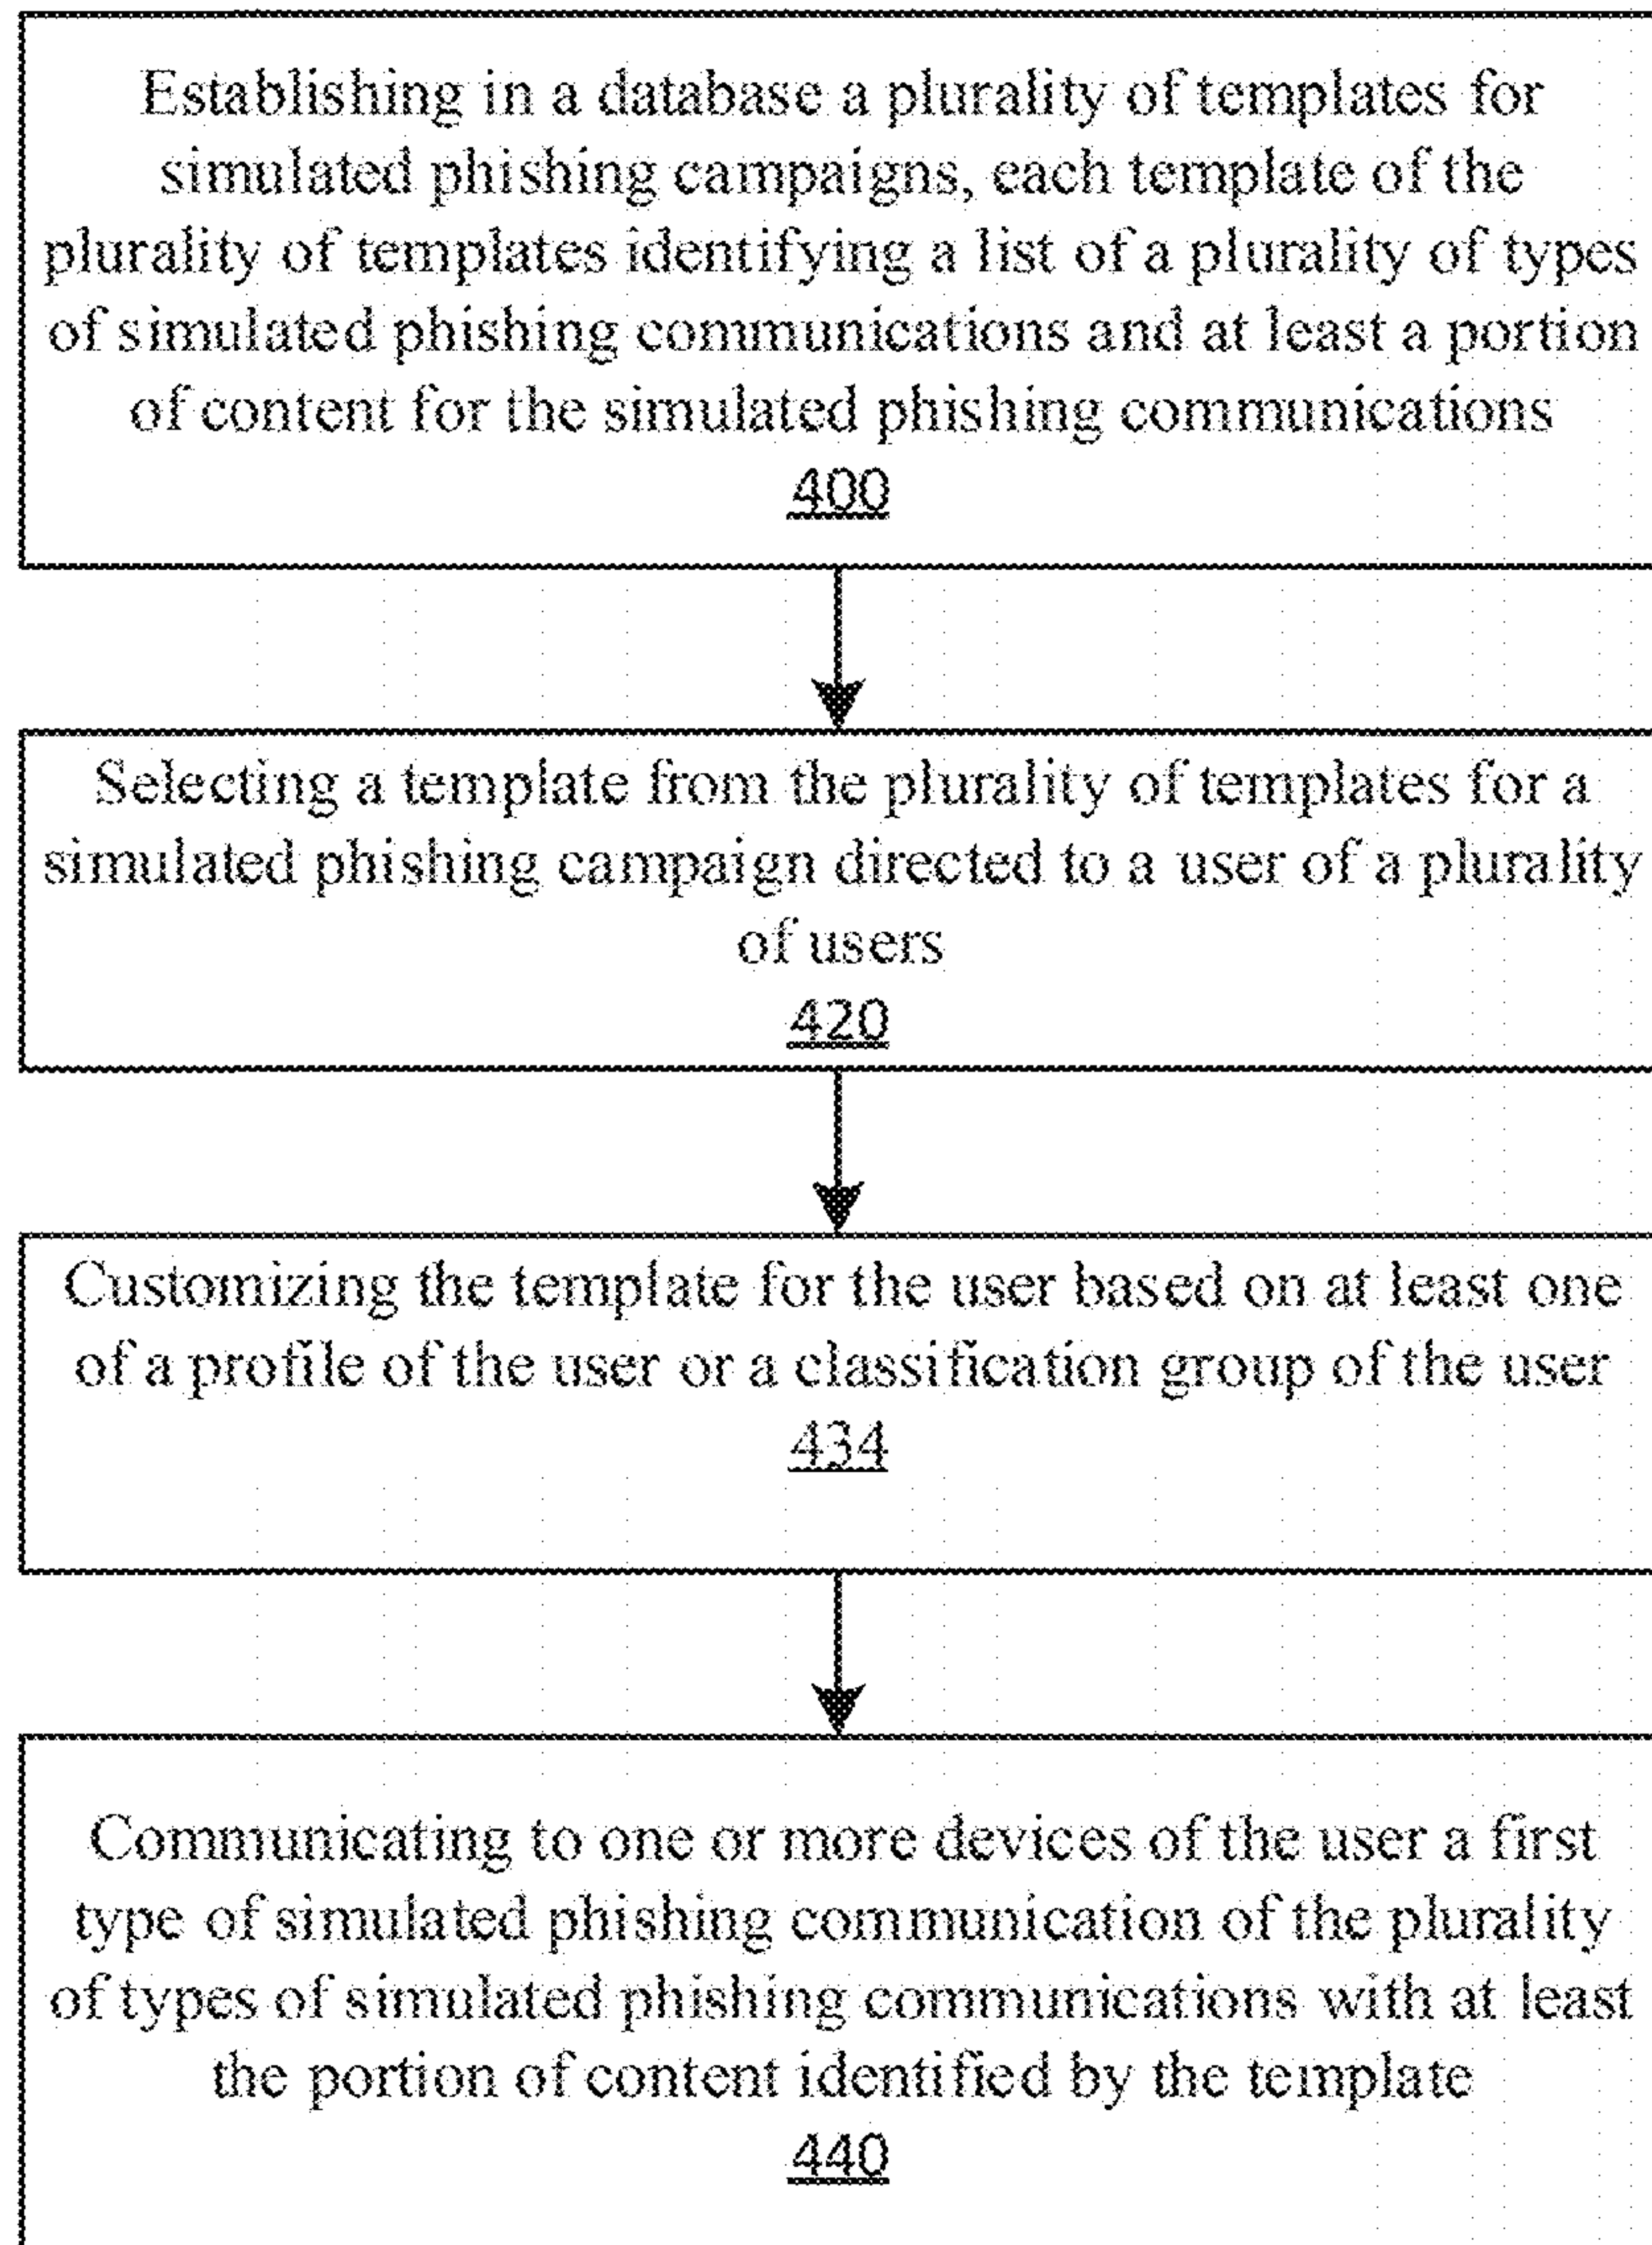 Establishing in a database a plurality of templates for
simulated phishing campaigns, each template of the
plurality of templates identifying a list of a plurality of types
of simulated phishing communications and at least a portion
of content for the simulated phishing communications
400
Selecting a template from the plurality of templates for a
simulated phishing campaign directed to a user of a plurality
of users
420
Customizing the template for the user based on at least one
of a profile of the user or a classification group of the user
434
Communicating to one or more devices of the user a first
type of simulated phishing communication of the plurality
of types of simulated phishing communications with at least
the portion of content identified by the template
440